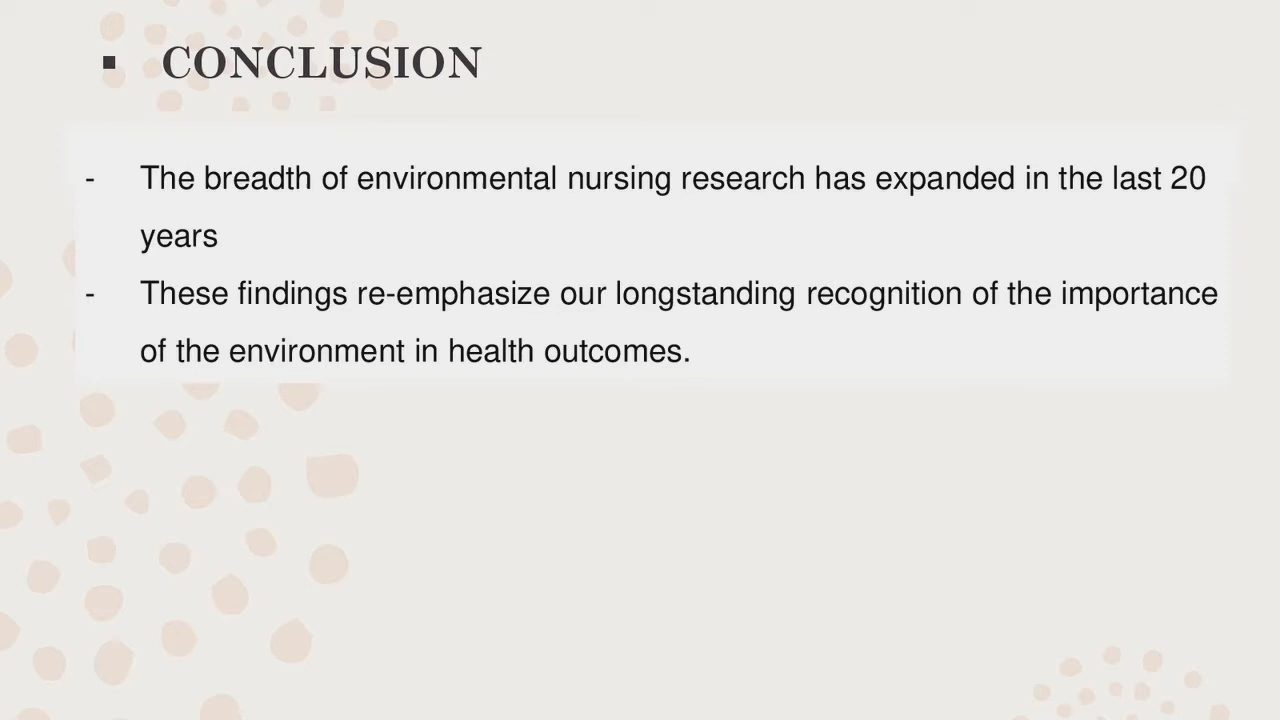 ▪ CONCLUSION
- The breadth of environmental nursing research has expanded in the last 20
years
- These findings re-emphasize our longstanding recognition of the importance
of the environment in health outcomes.